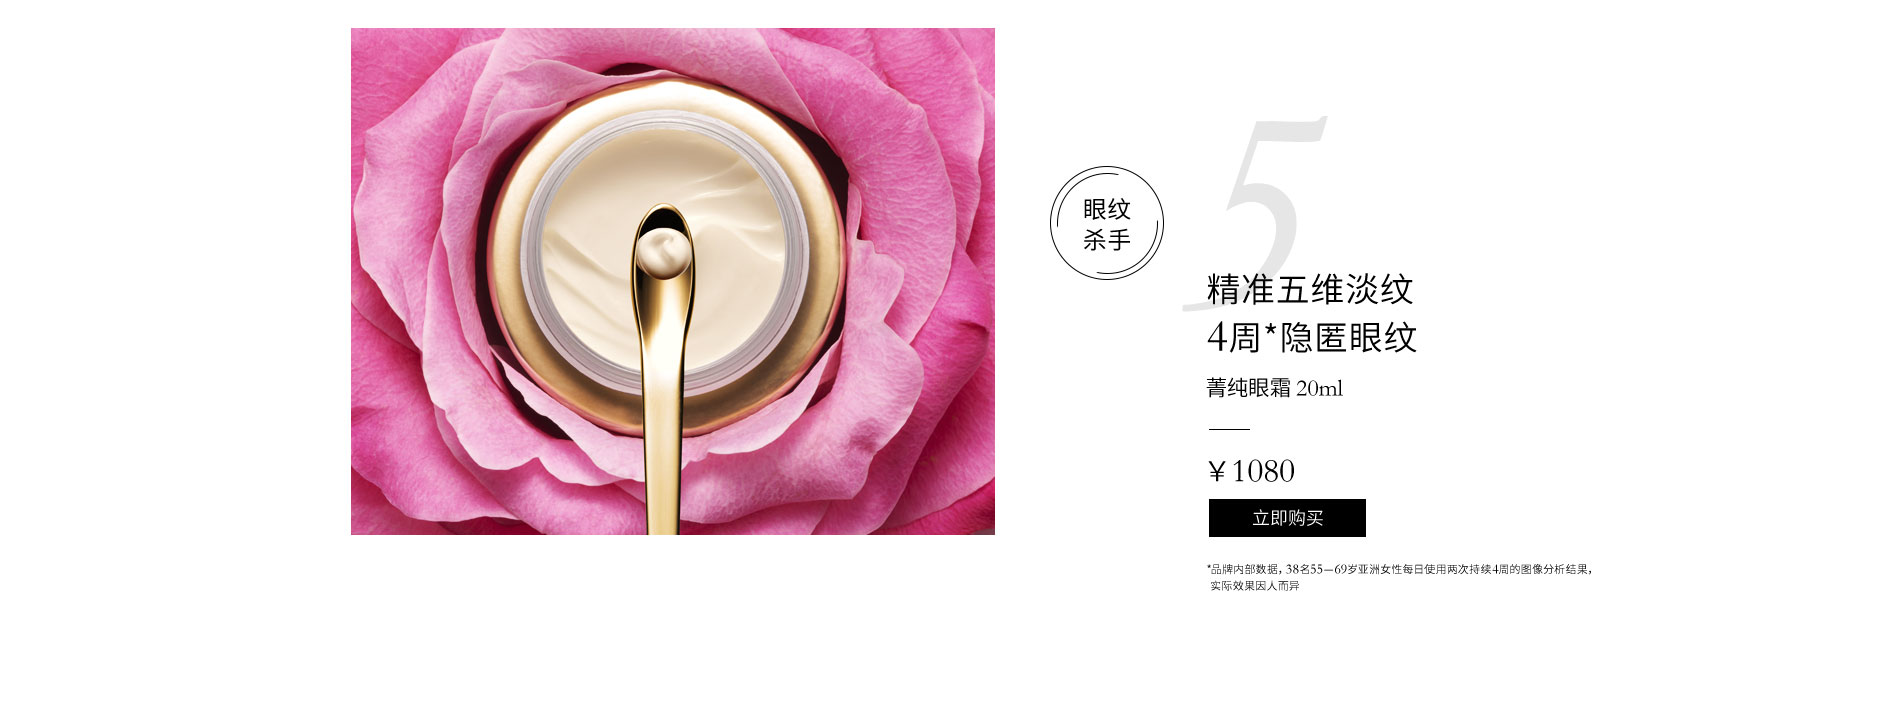 眼纹
杀手
5
精准五维淡纹
4周*隐匿眼纹
菁纯眼霜 20ml
￥1080
立即购买
*品牌内部数据，38名55—69岁亚洲女性每日使用两次持续4周的图像分析结果，
实际效果因人而异